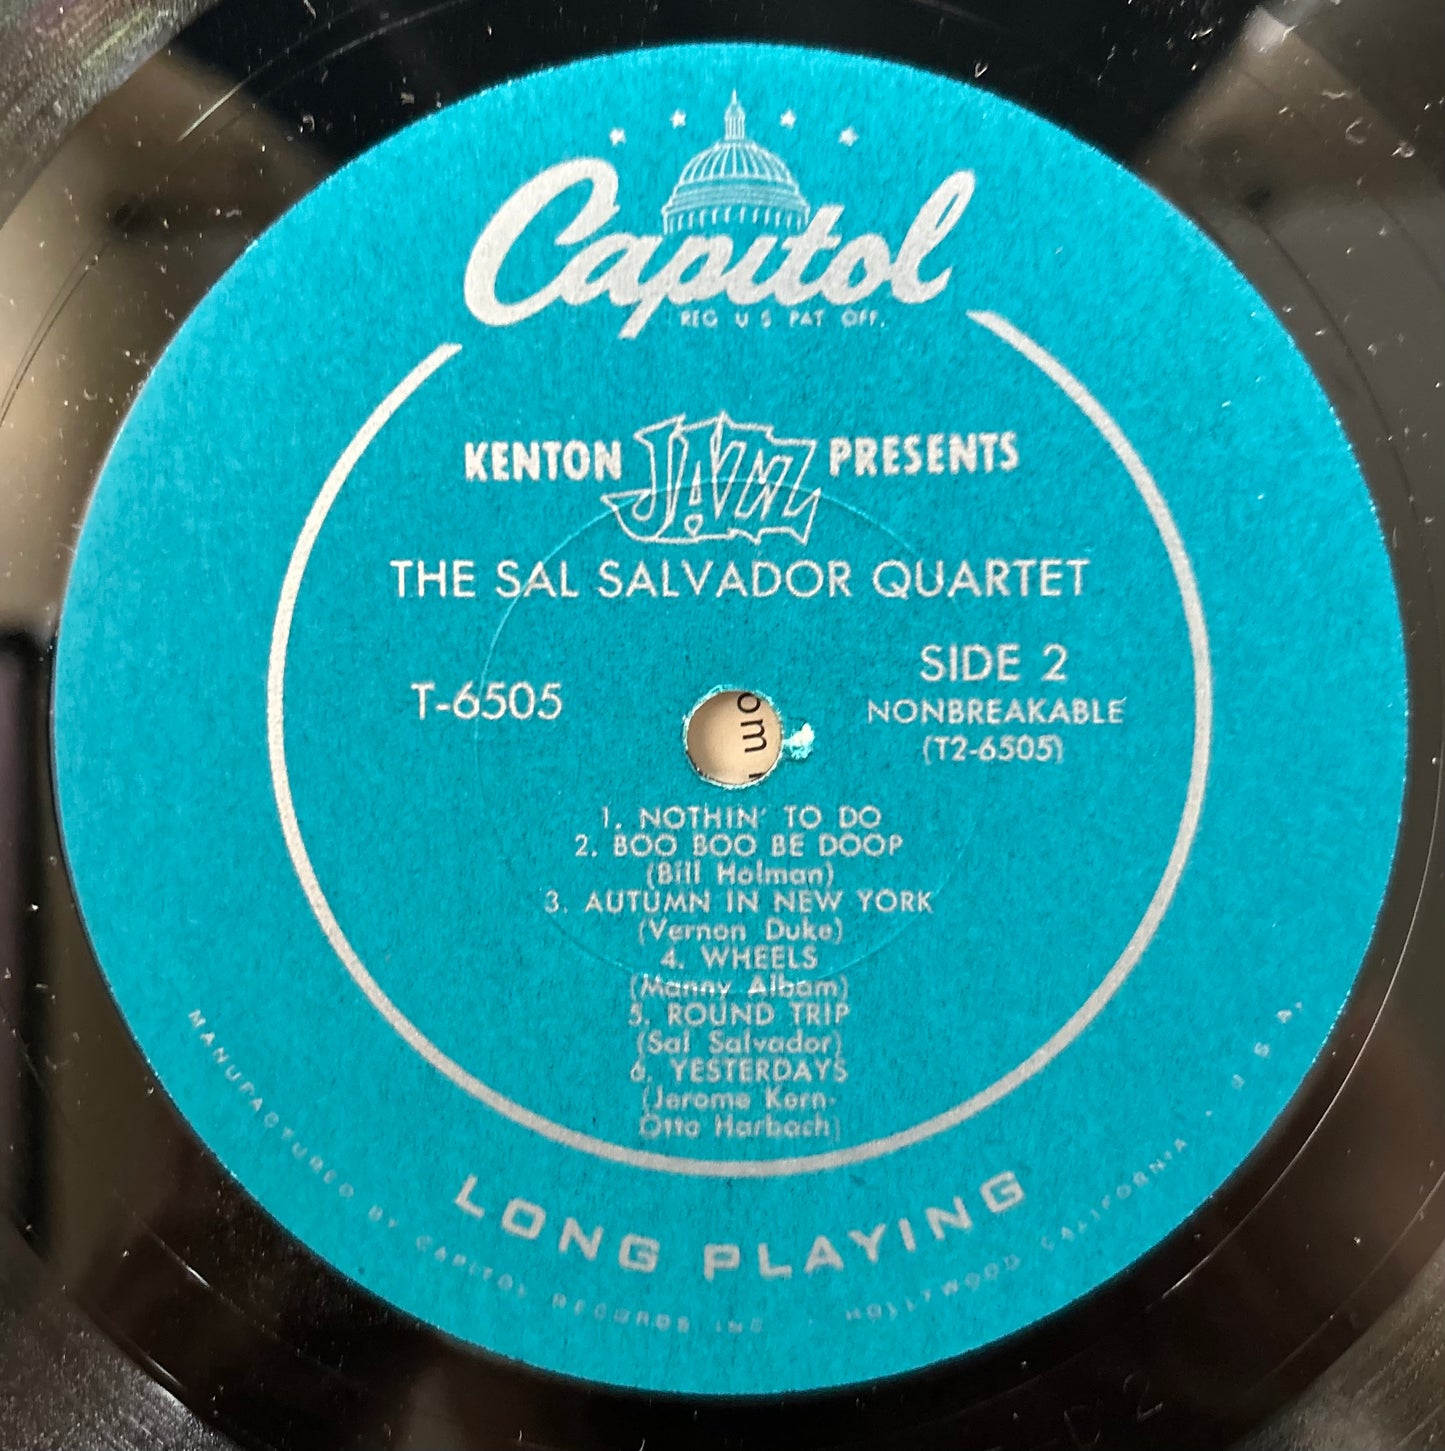 Capitol
REG U S PAT OFF.
KENTON JAZZ PRESENTS
THE SAL SALVADOR QUARTET
SIDE 2
T-6505
NONBREAKABLE
(T2-6505)
om
1. NOTHIN' TO DO
2. BOO BOO BE DOOP
(Bill Holman)
3. AUTUMN IN NEW YORK
(Vernon Duke)
4. WHEELS
(Manny Albam)
5. ROUND TRIP
(Sal Salvador)
6. YESTERDAYS
(Jerome Kern-
Otto Harbach)
LONG PLAYING
MANUFACTURED BY CAPITOL RECORDS, INC. · HOLLYWOOD CALIFORNIA · U.S.A.
D2